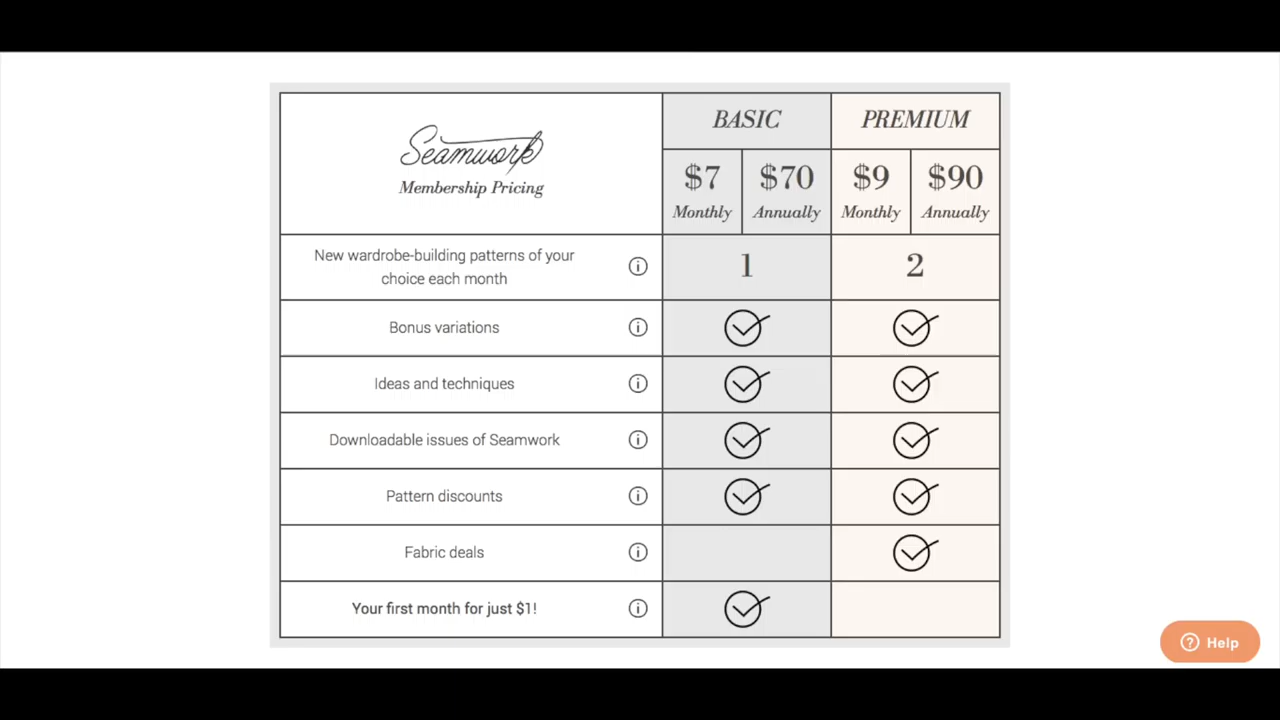 Seamwork
Membership Pricing
BASIC
PREMIUM
$7
$70
$9
$90
Monthly
Annually
Monthly
Annually
New wardrobe-building patterns of your
choice each month
1
2
Bonus variations
Ideas and techniques
Downloadable issues of Seamwork
Pattern discounts
Fabric deals
Your first month for just $1!
Help